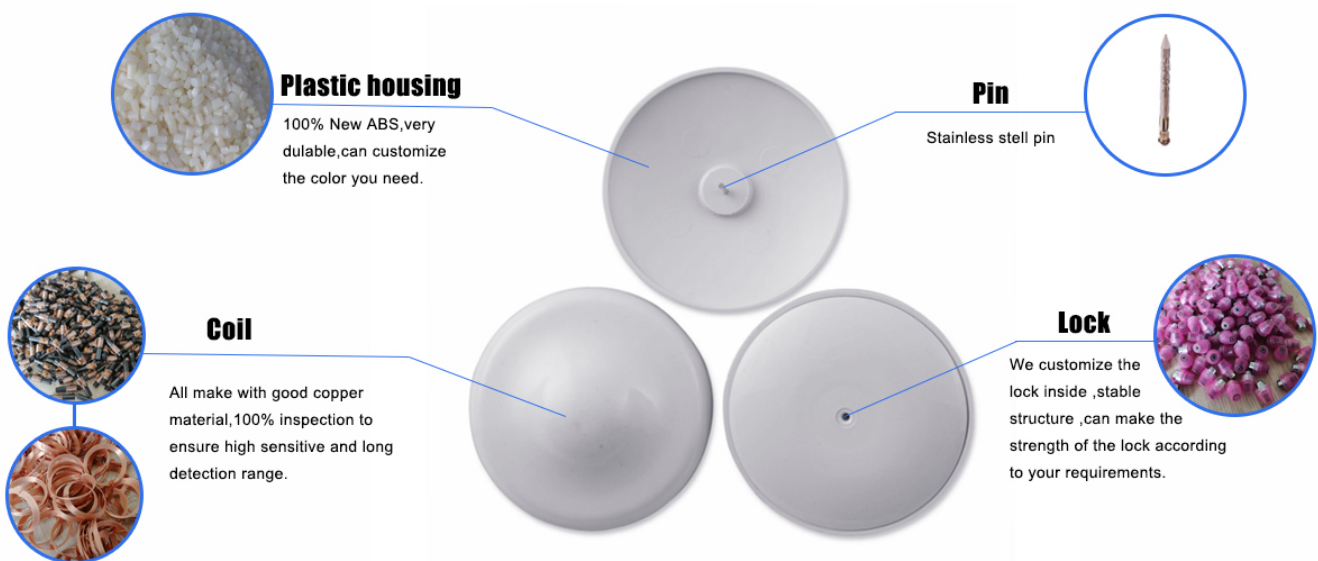 Plastic housing
100% New ABS,very
dulable,can customize
the color you need.
Pin
Stainless stell pin
Coil
All make with good copper
material,100% inspection to
ensure high sensitive and long
detection range.
Lock
We customize the
lock inside ,stable
structure ,can make the
strength of the lock according
to your requirements.